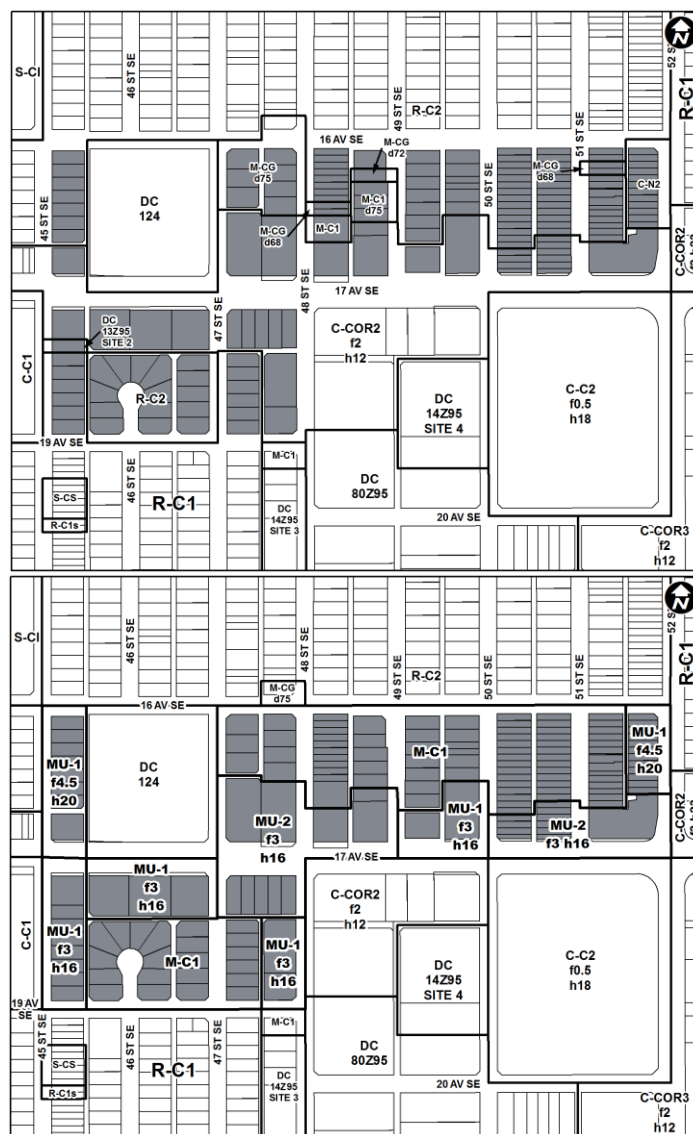 S-CI
46 ST SE
49 ST SE
R-C2
52 S
R-C1
N
16 AV SE
M-CG
d72
51 ST SE
M-CG
d75
DC
124
M-CG
d68
50 ST SE
C-N2
M-C1
d75
45 ST SE
M-CG
d68
M-C1
C-COR2
48 ST SE
17 AV SE
DC
13Z95
SITE 2
47 ST SE
C-COR2
f2
h12
C-C1
R-C2
DC
14Z95
SITE 4
C-C2
f0.5
h18
19 AV SE
46 ST SE
M-C1
S-CS
R-C1s
R-C1
DC
14Z95
SITE 3
DC
80Z95
20 AV SE
C-COR3
f2
h12
S-CI
46 ST SE
48 ST SE
49 ST SE
R-C2
50 ST SE
51 ST SE
52 S
R-C1
N
M-CG
d75
16 AV SE
MU-1
f4.5
h20
DC
124
M-C1
MU-1
f4.5
h20
MU-2
f3
h16
MU-1
f3
h16
MU-2
f3 h16
C-COR2
17 AV SE
MU-1
f3
h16
C-COR2
f2
h12
C-C1
MU-1
f3
h16
M-C1
MU-1
f3
h16
DC
14Z95
SITE 4
C-C2
f0.5
h18
19 AV
SE
45 ST SE
46 ST SE
47 ST SE
M-C1
S-CS
R-C1s
R-C1
DC
14Z95
SITE 3
DC
80Z95
20 AV SE
C-COR3
f2
h12